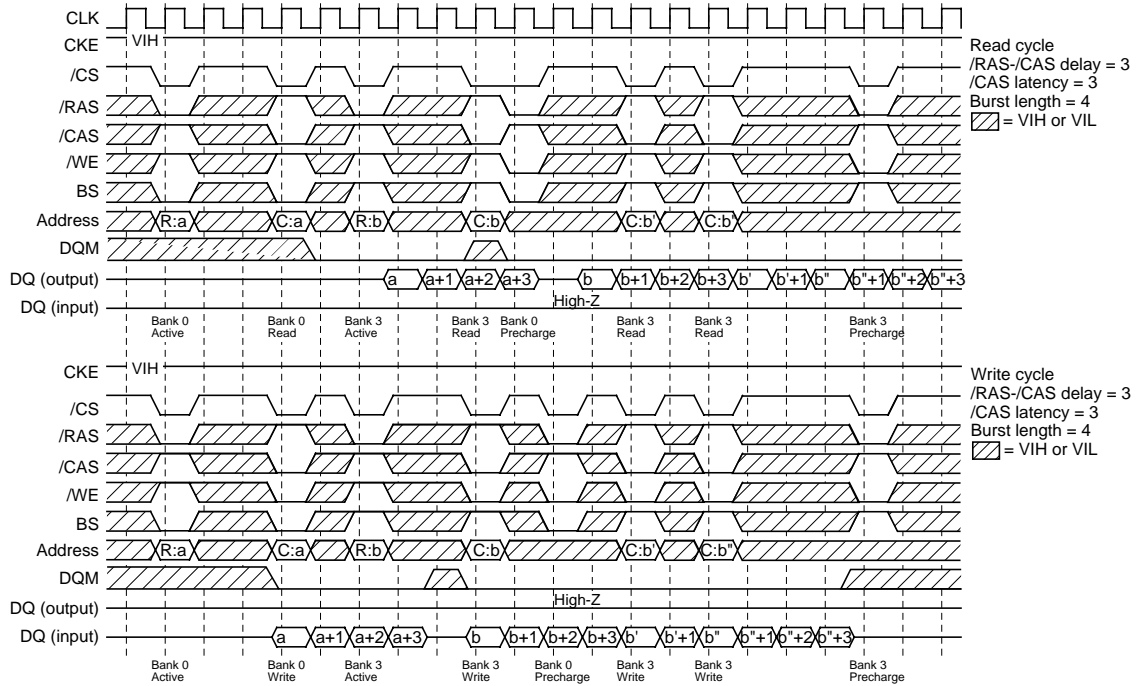 CLK
CKE VIH
/CS
/RAS
/CAS
/WE
BS
Address R:a C:a R:b C:b C:b' C:b"
DQM
DQ (output) a a+1 a+2 a+3 b b+1 b+2 b+3 b' b'+1 b" b"+1 b"+2 b"+3
High-Z
DQ (input)
Bank 0 Bank 0 Bank 3 Bank 3 Bank 0 Bank 3 Bank 3 Bank 3
Active Read Active Read Precharge Read Read Precharge
Read cycle
/RAS-/CAS delay = 3
/CAS latency = 3
Burst length = 4
= VIH or VIL
CKE VIH
/CS
/RAS
/CAS
/WE
BS
Address R:a C:a R:b C:b C:b' C:b"
DQM
High-Z
DQ (output)
DQ (input) a a+1 a+2 a+3 b b+1 b+2 b+3 b' b'+1 b" b"+1 b"+2 b"+3
Bank 0 Bank 0 Bank 3 Bank 3 Bank 0 Bank 3 Bank 3 Bank 3
Active Write Active Write Precharge Write Write Precharge
Write cycle
/RAS-/CAS delay = 3
/CAS latency = 3
Burst length = 4
= VIH or VIL